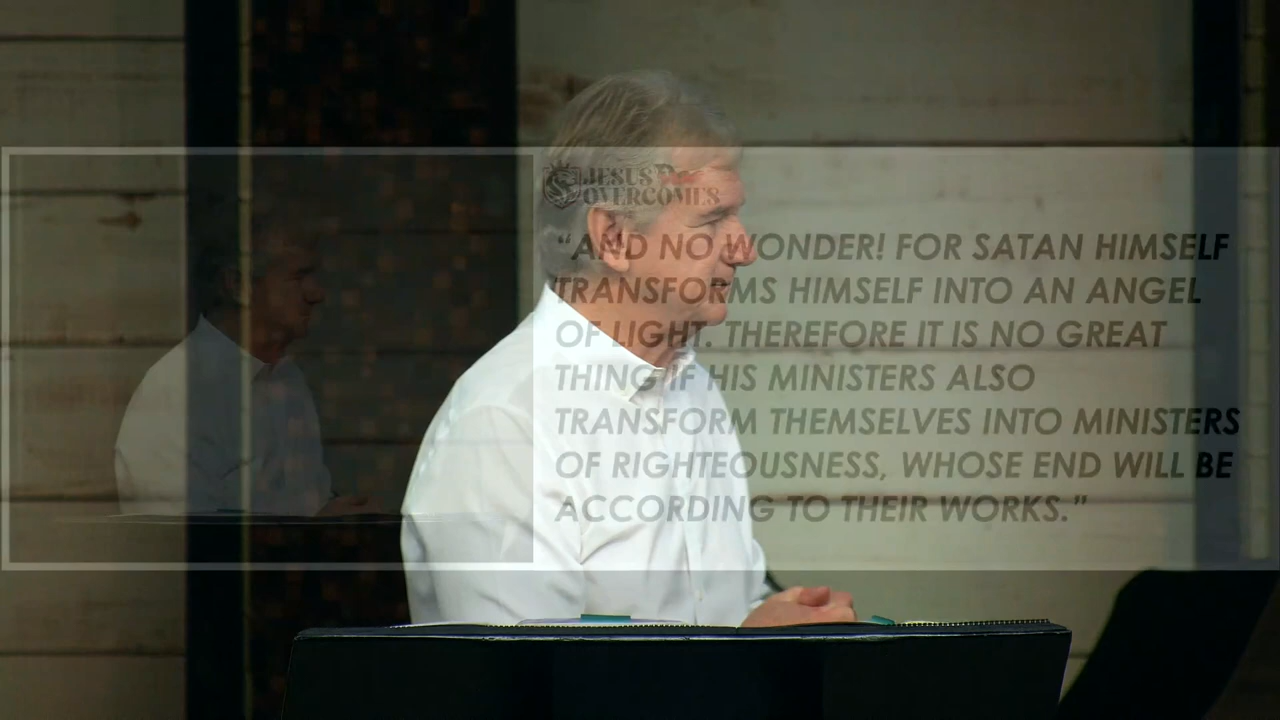 JESUS
OVERCOMES
“AND NO WONDER! FOR SATAN HIMSELF
TRANSFORMS HIMSELF INTO AN ANGEL
OF LIGHT. THEREFORE IT IS NO GREAT
THING IF HIS MINISTERS ALSO
TRANSFORM THEMSELVES INTO MINISTERS
OF RIGHTEOUSNESS, WHOSE END WILL BE
ACCORDING TO THEIR WORKS.”